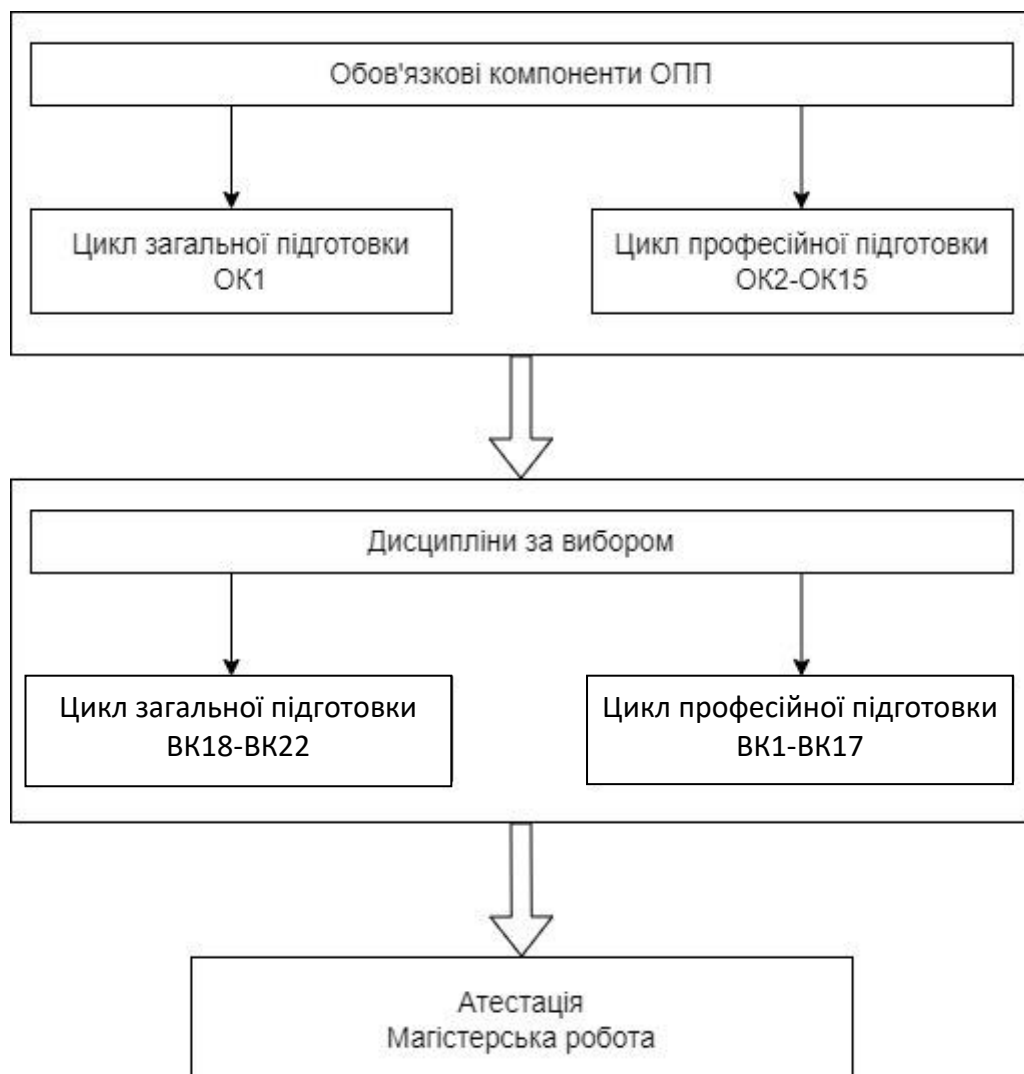 Обов'язкові компоненти ОПП
Цикл загальної підготовки
ОК1
Цикл професійної підготовки
ОК2-ОК15
Дисципліни за вибором
Цикл загальної підготовки
ВК18-ВК22
Цикл професійної підготовки
ВК1-ВК17
Атестація
Магістерська робота